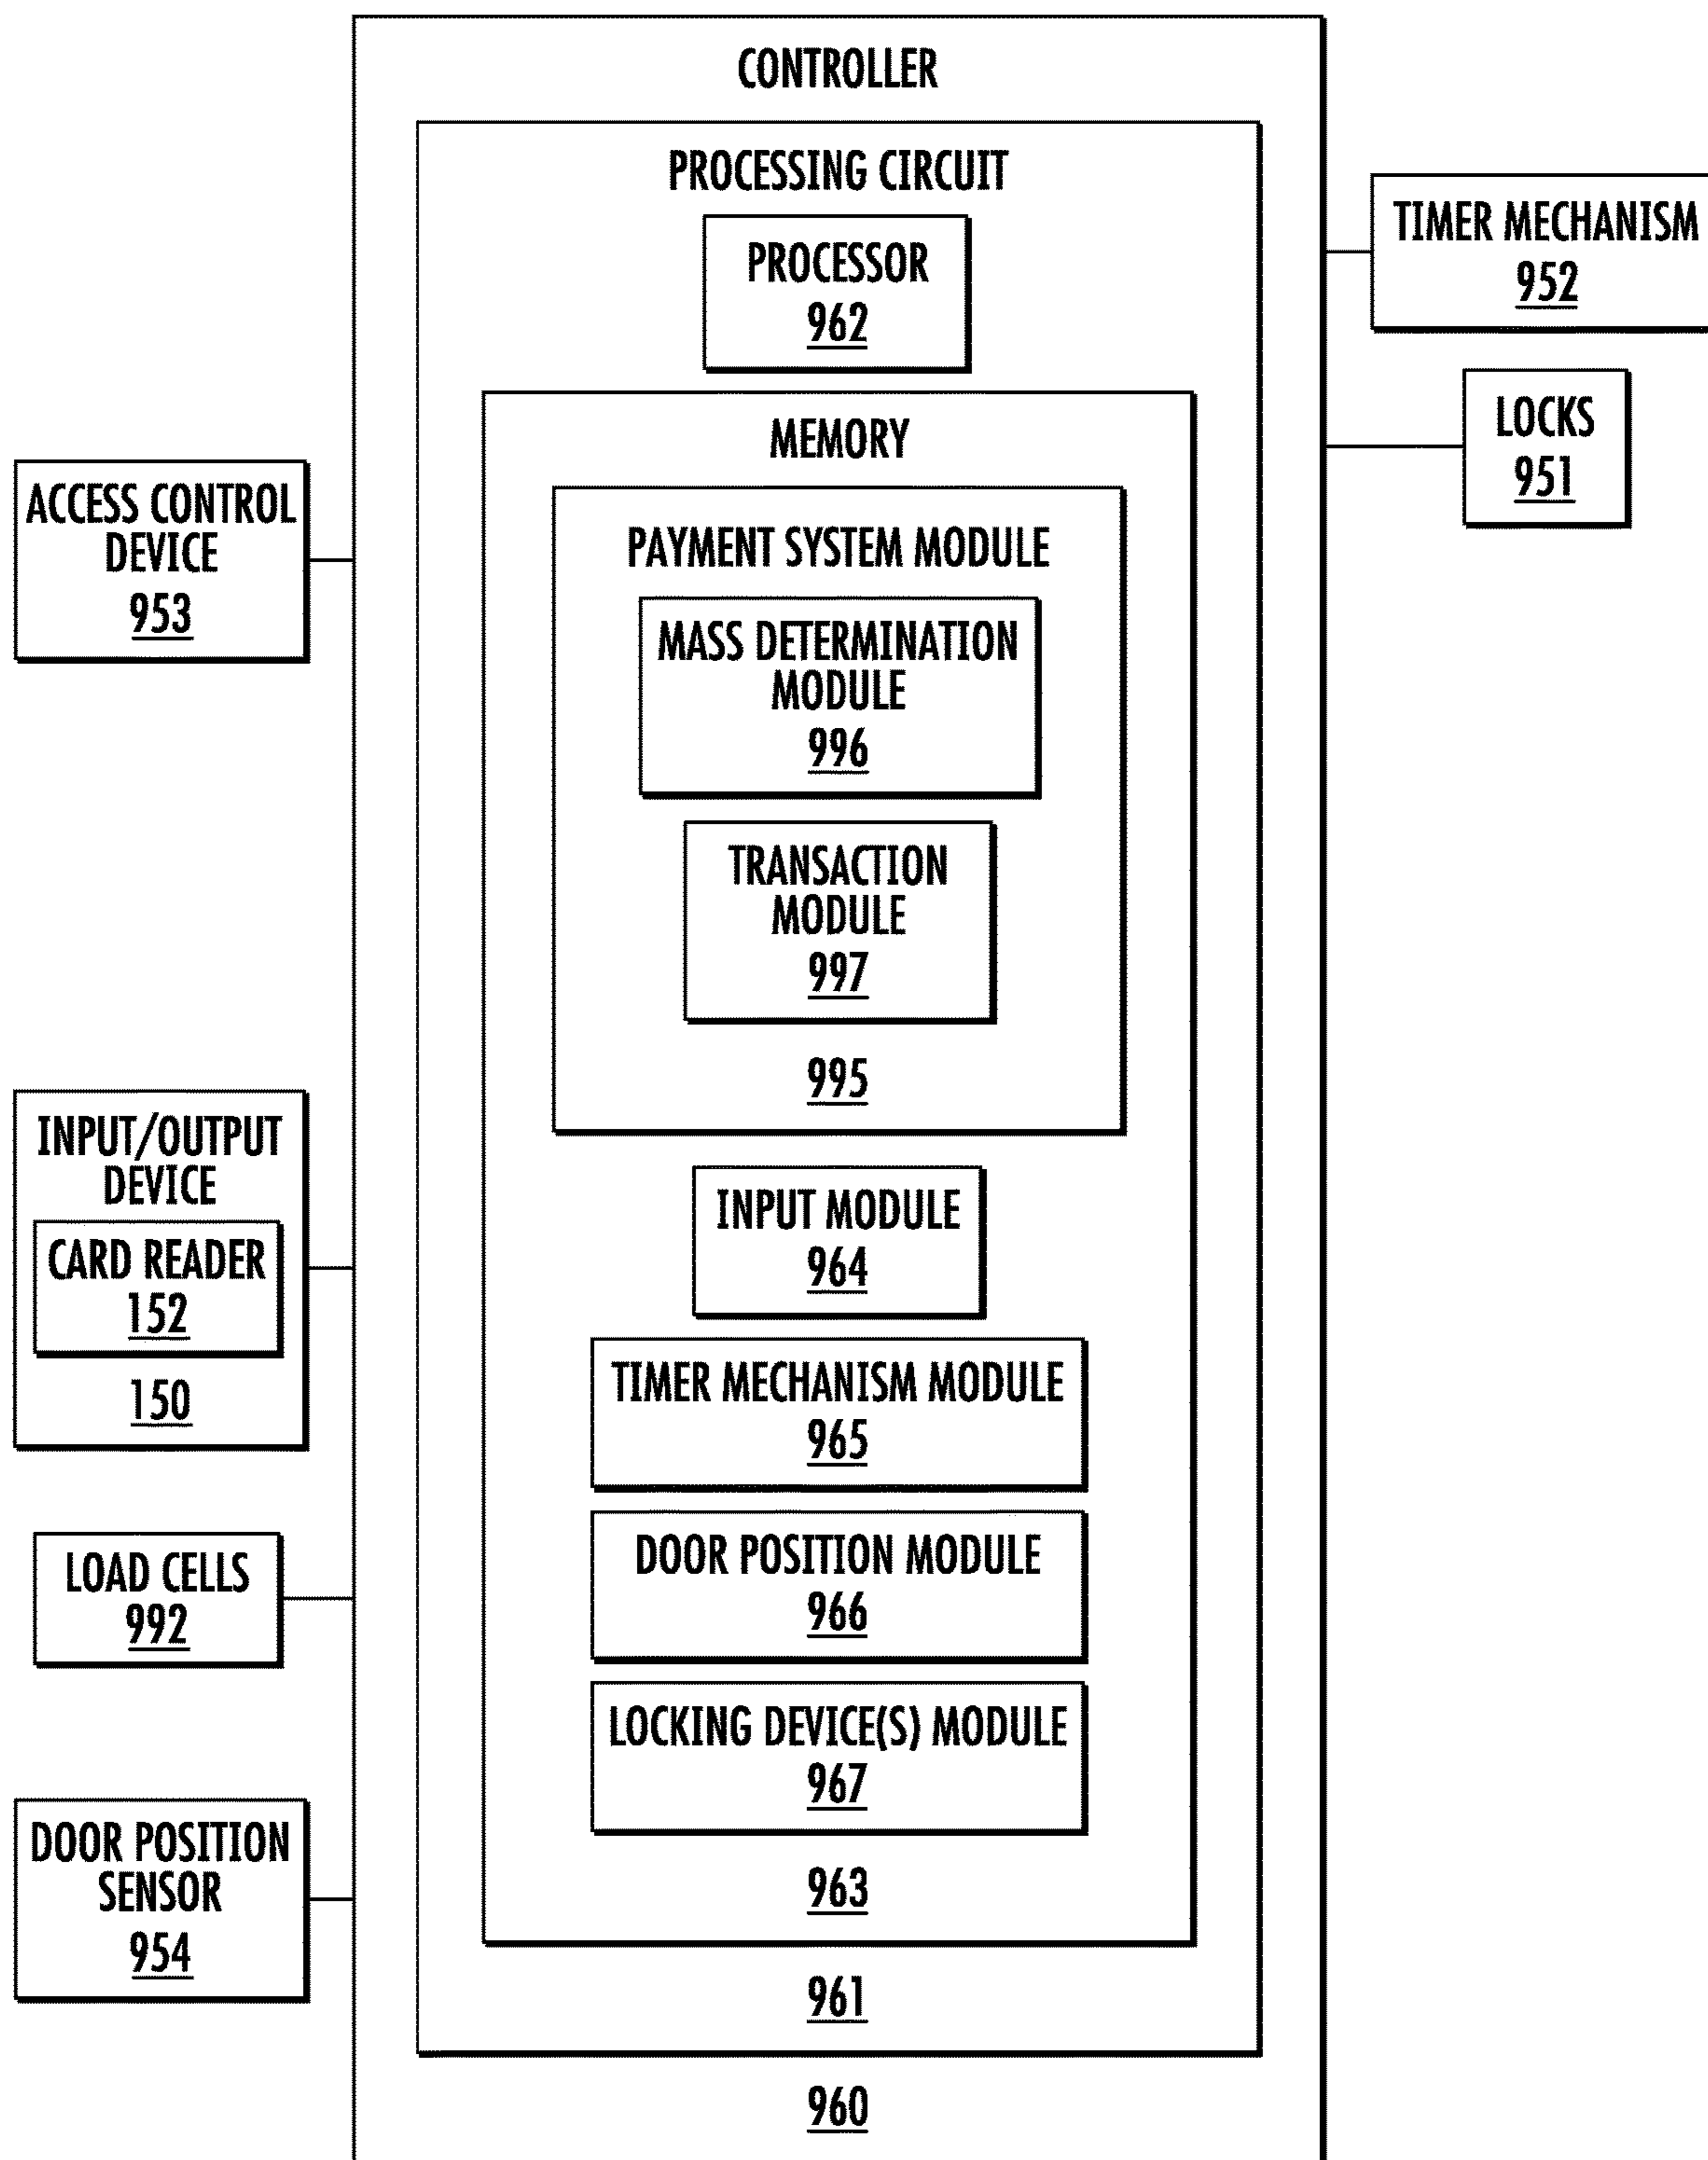 CONTROLLER
PROCESSING CIRCUIT
PROCESSOR
962
MEMORY
PAYMENT SYSTEM MODULE
MASS DETERMINATION
MODULE
996
TRANSACTION
MODULE
997
995
INPUT MODULE
964
TIMER MECHANISM MODULE
965
DOOR POSITION MODULE
966
LOCKING DEVICE(S) MODULE
967
963
961
960
ACCESS CONTROL
DEVICE
953
INPUT/OUTPUT
DEVICE
CARD READER
152
150
LOAD CELLS
992
DOOR POSITION
SENSOR
954
TIMER MECHANISM
952
LOCKS
951